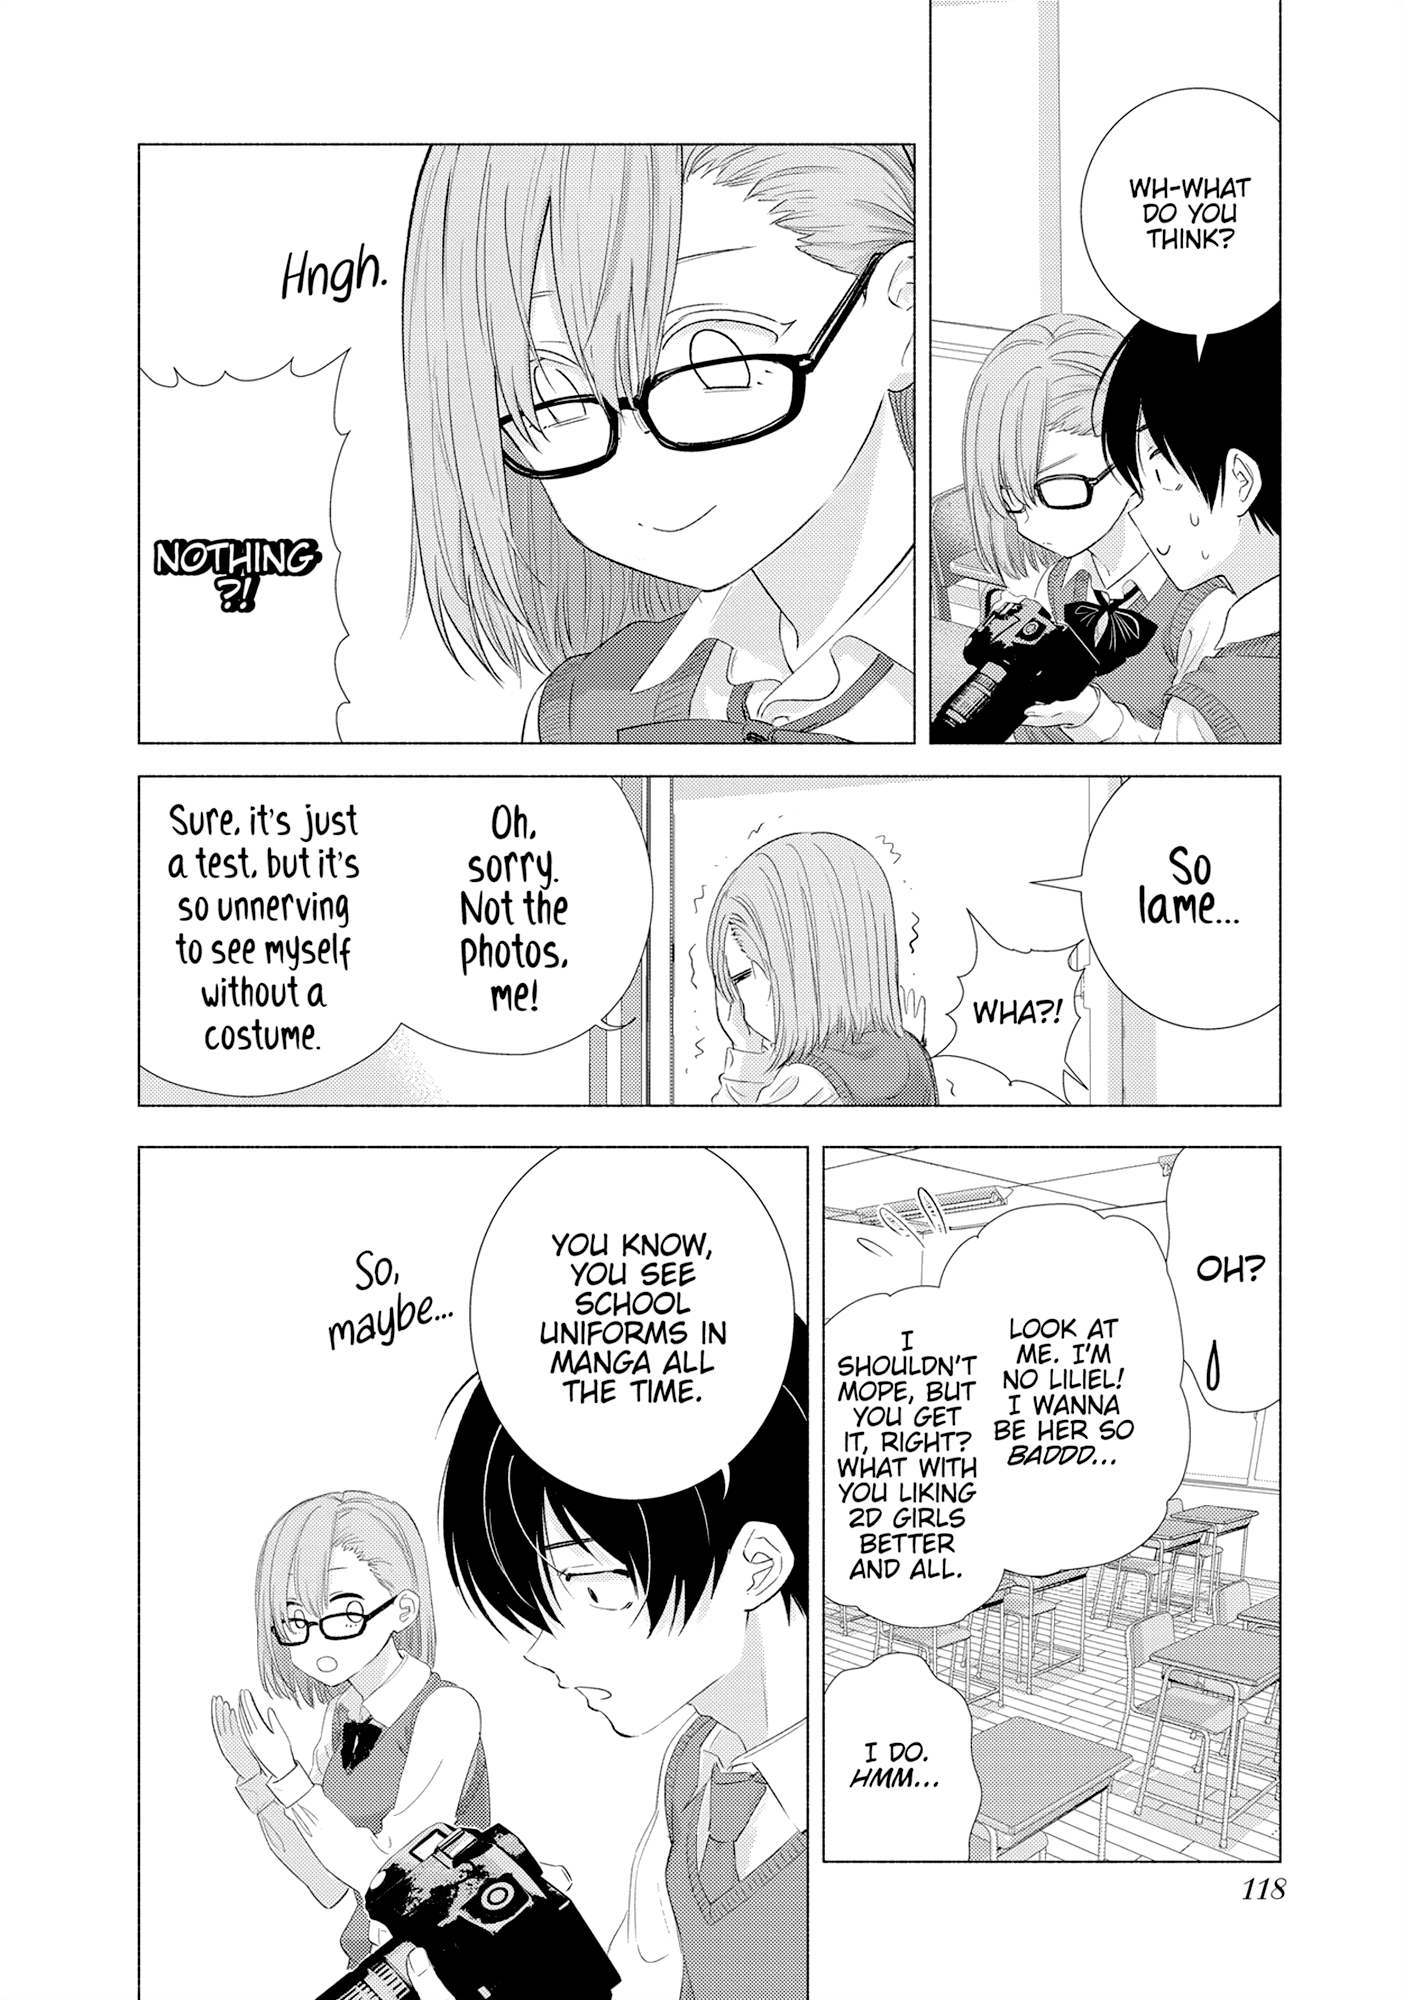 WH-WHAT
DO YOU
THINK?
Hngh.
NOTHING
?!
So
lame...
WHA?!
Oh,
sorry.
Not the
photos,
me!
Sure, it's just
a test, but it's
so unnerving
to see myself
without a
costume.
OH?
LOOK AT
ME. I'M
NO LILIEL!
I WANNA
BE HER SO
BADDD...
I
SHOULDN'T
MOPE, BUT
YOU GET
IT, RIGHT?
WHAT WITH
YOU LIKING
2D GIRLS
BETTER
AND ALL.
I DO.
HMM...
YOU KNOW,
YOU SEE
SCHOOL
UNIFORMS IN
MANGA ALL
THE TIME.
So,
maybe...
118